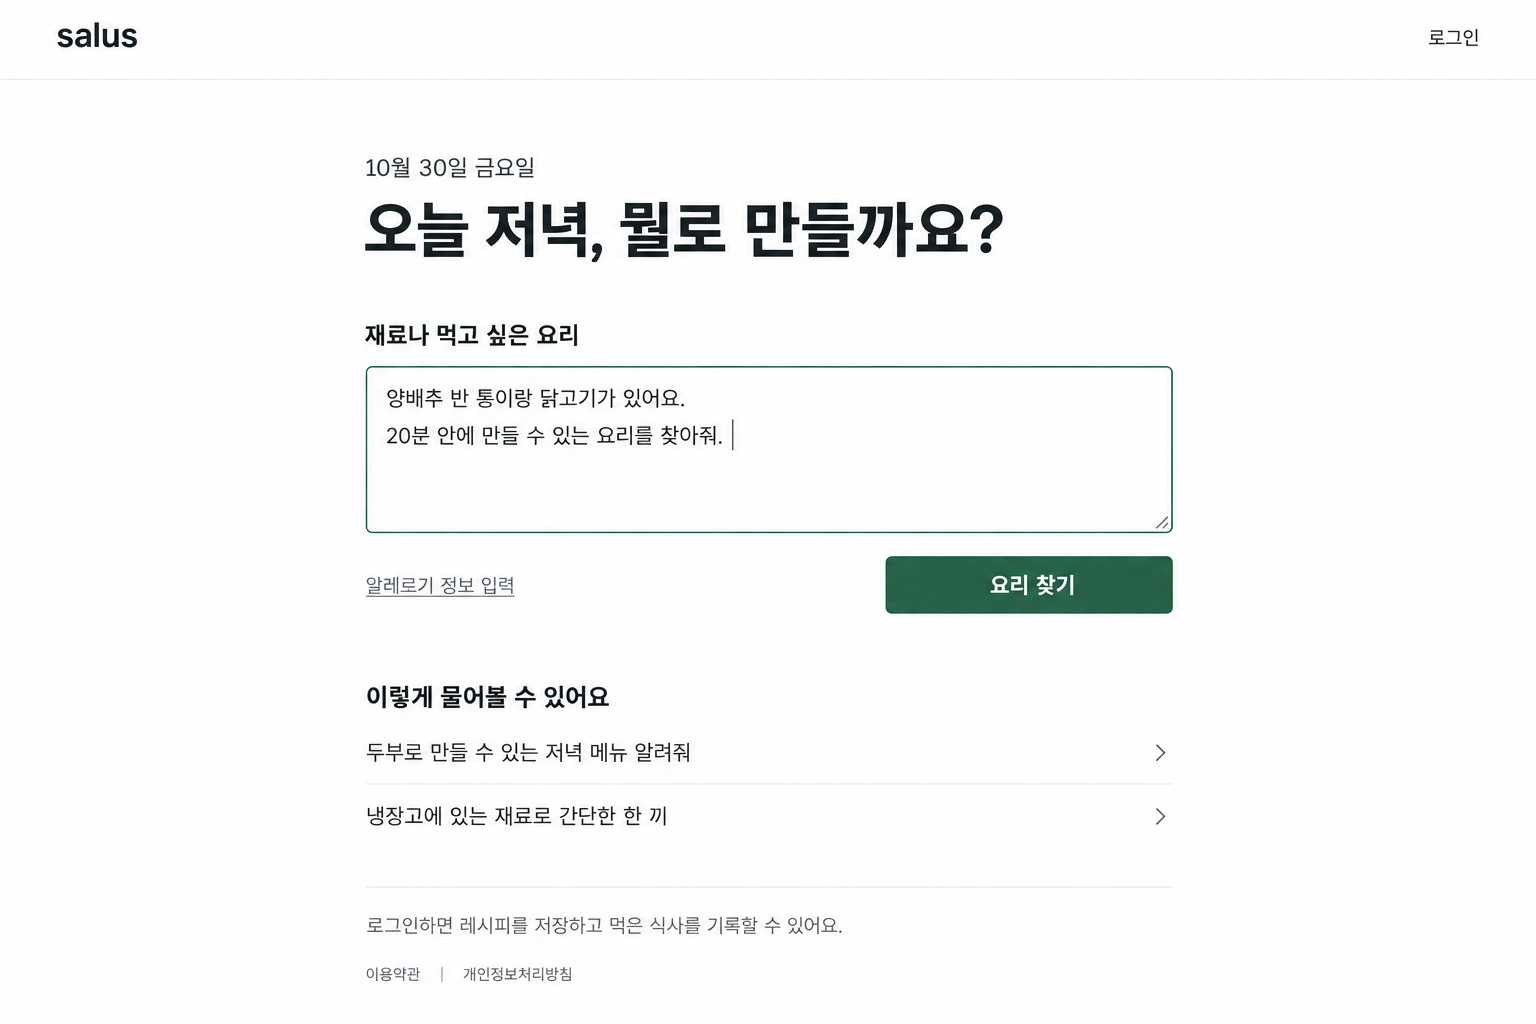 salus
로그인
10월 30일 금요일
오늘 저녁, 뭘로 만들까요?
재료나 먹고 싶은 요리
양배추 반 통이랑 닭고기가 있어요.
20분 안에 만들 수 있는 요리를 찾아줘.
알레로기 정보 입력
요리 찾기
이렇게 물어볼 수 있어요
두부로 만들 수 있는 저녁 메뉴 알려줘
냉장고에 있는 재료로 간단한 한 끼
로그인하면 레시피를 저장하고 먹은 식사를 기록할 수 있어요.
이용약관 | 개인정보처리방침